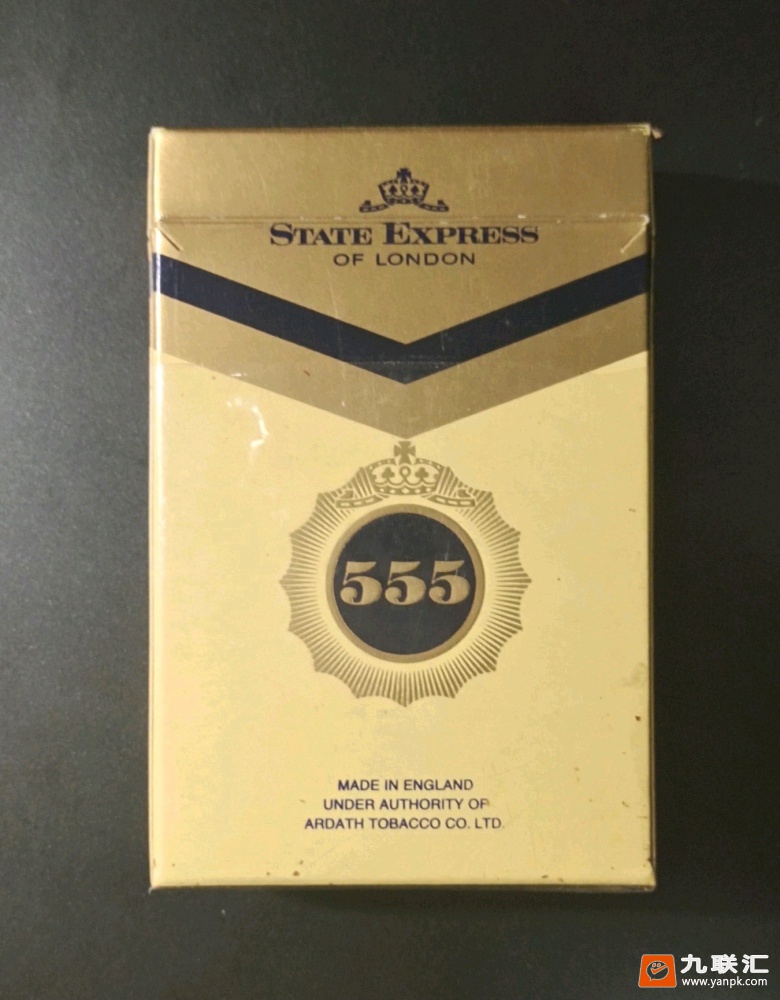 STATE EXPRESS
OF LONDON
555
MADE IN ENGLAND
UNDER AUTHORITY OF
ARDATH TOBACCO CO. LTD.
九联汇
www.yanpk.com